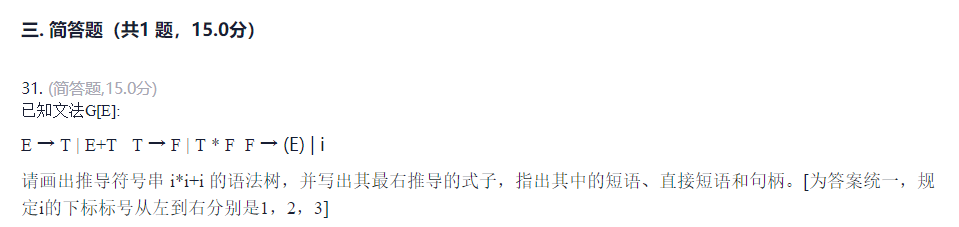 三. 简答题（共1 题，15.0分）
31. (简答题,15.0分)
已知文法G[E]:
E → T | E+T   T → F | T * F  F → (E) | i
请画出推导符号串 i*i+i 的语法树，并写出其最右推导的式子，指出其中的短语、直接短语和句柄。[为答案统一，规
定i的下标标号从左到右分别是1，2，3]